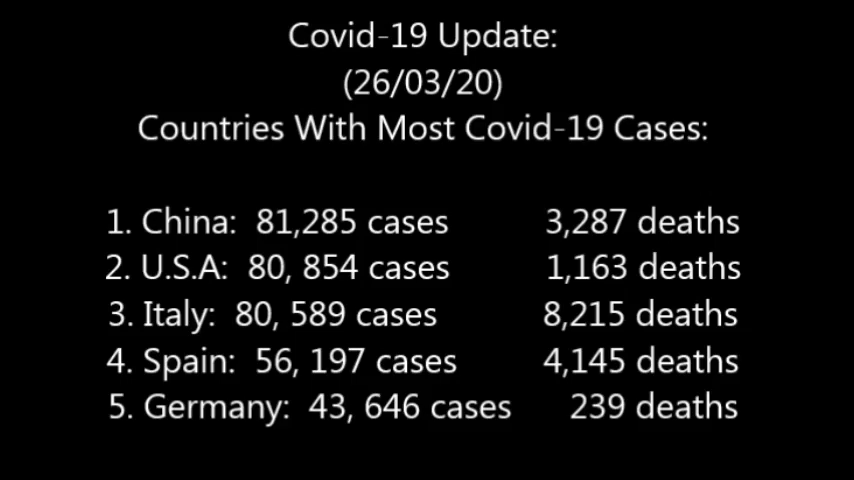 Covid-19 Update:
(26/03/20)
Countries With Most Covid-19 Cases:
1. China: 81,285 cases 3,287 deaths
2. U.S.A: 80, 854 cases 1,163 deaths
3. Italy: 80, 589 cases 8,215 deaths
4. Spain: 56, 197 cases 4,145 deaths
5. Germany: 43, 646 cases 239 deaths